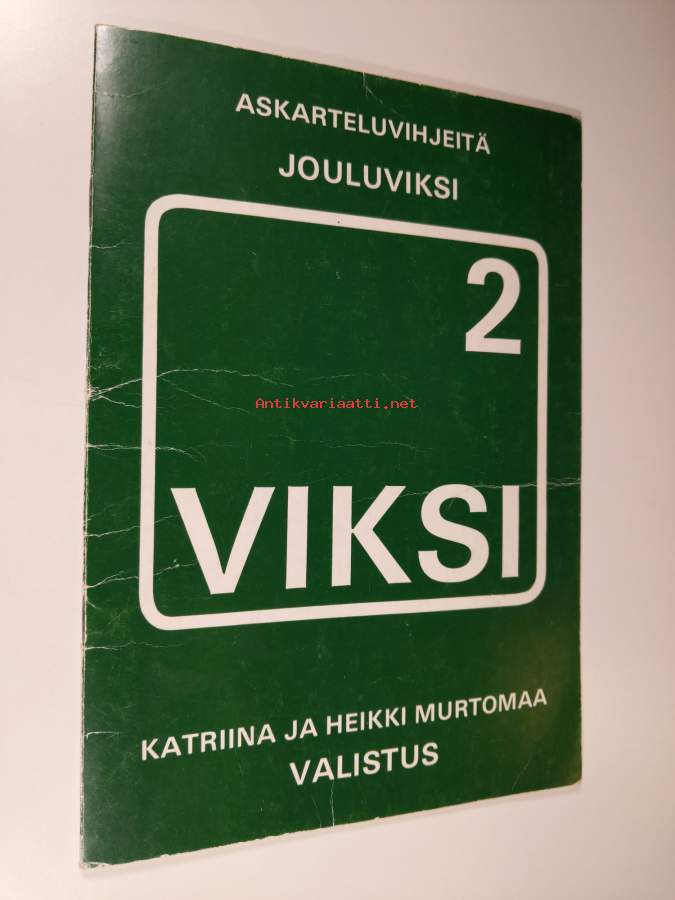 ASKARTELUVIHJEITÄ
JOULUVIKSI
2
Antikvariaatti.net
VIKSI
KATRIINA JA HEIKKI MURTOMAA
VALISTUS